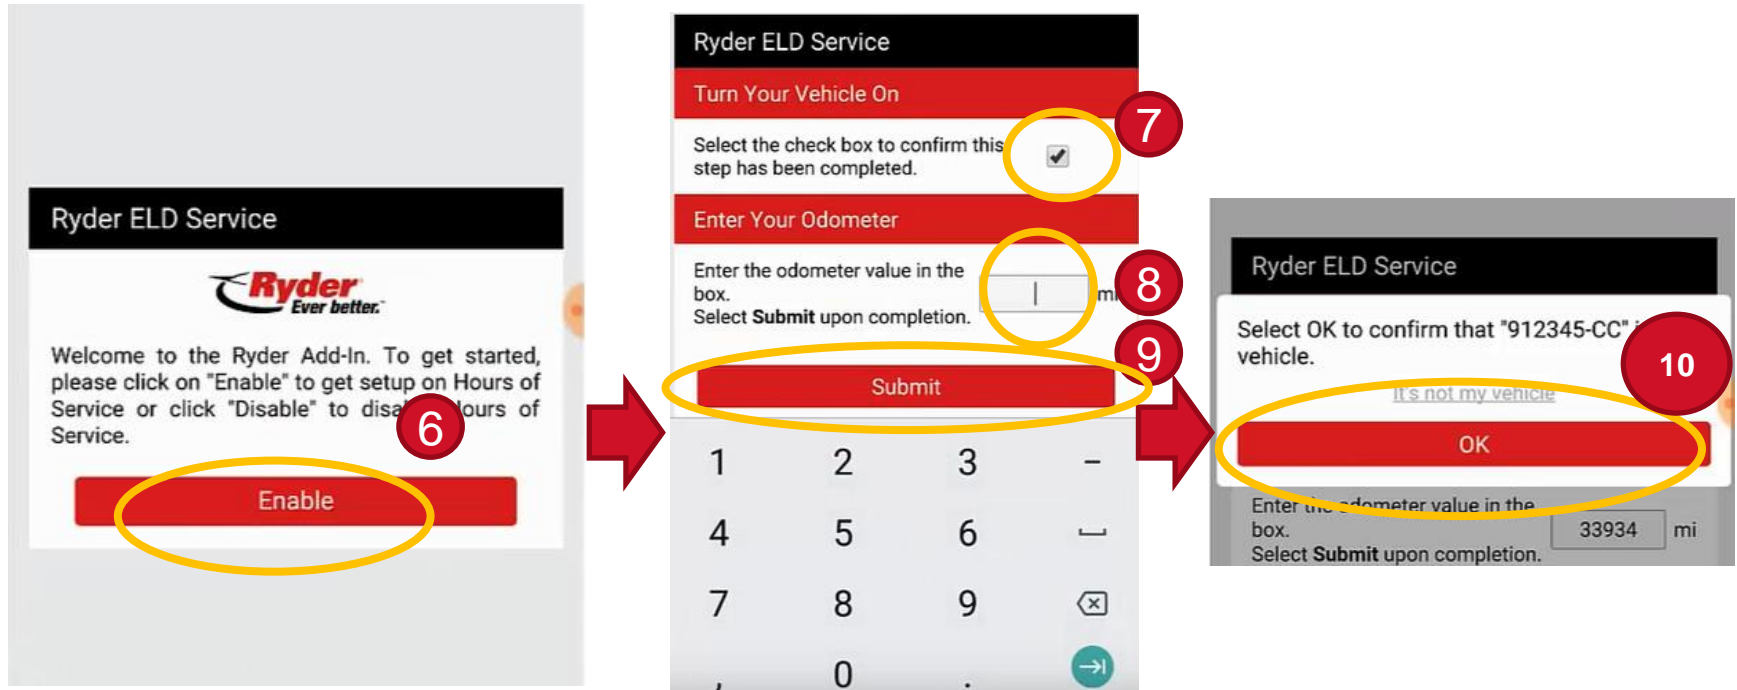 Ryder ELD Service
Ryder
Ever better.
Welcome to the Ryder Add-In. To get started,
please click on "Enable" to get setup on Hours of
Service or click "Disable" to Hours of
Service.
6
Enable
Ryder ELD Service
Turn Your Vehicle On
7
Select the check box to confirm this
step has been completed.
Enter Your Odometer
Enter the odometer value in the
box.
Select Submit upon completion.
8
9
Submit
1 2 3 -
4 5 6
7 8 9
, 0 .
Ryder ELD Service
Select OK to confirm that "912345-CC"
vehicle.
10
It's not my vehicle
OK
Enter the odometer value in the
box.
33934 mi
Select Submit upon completion.